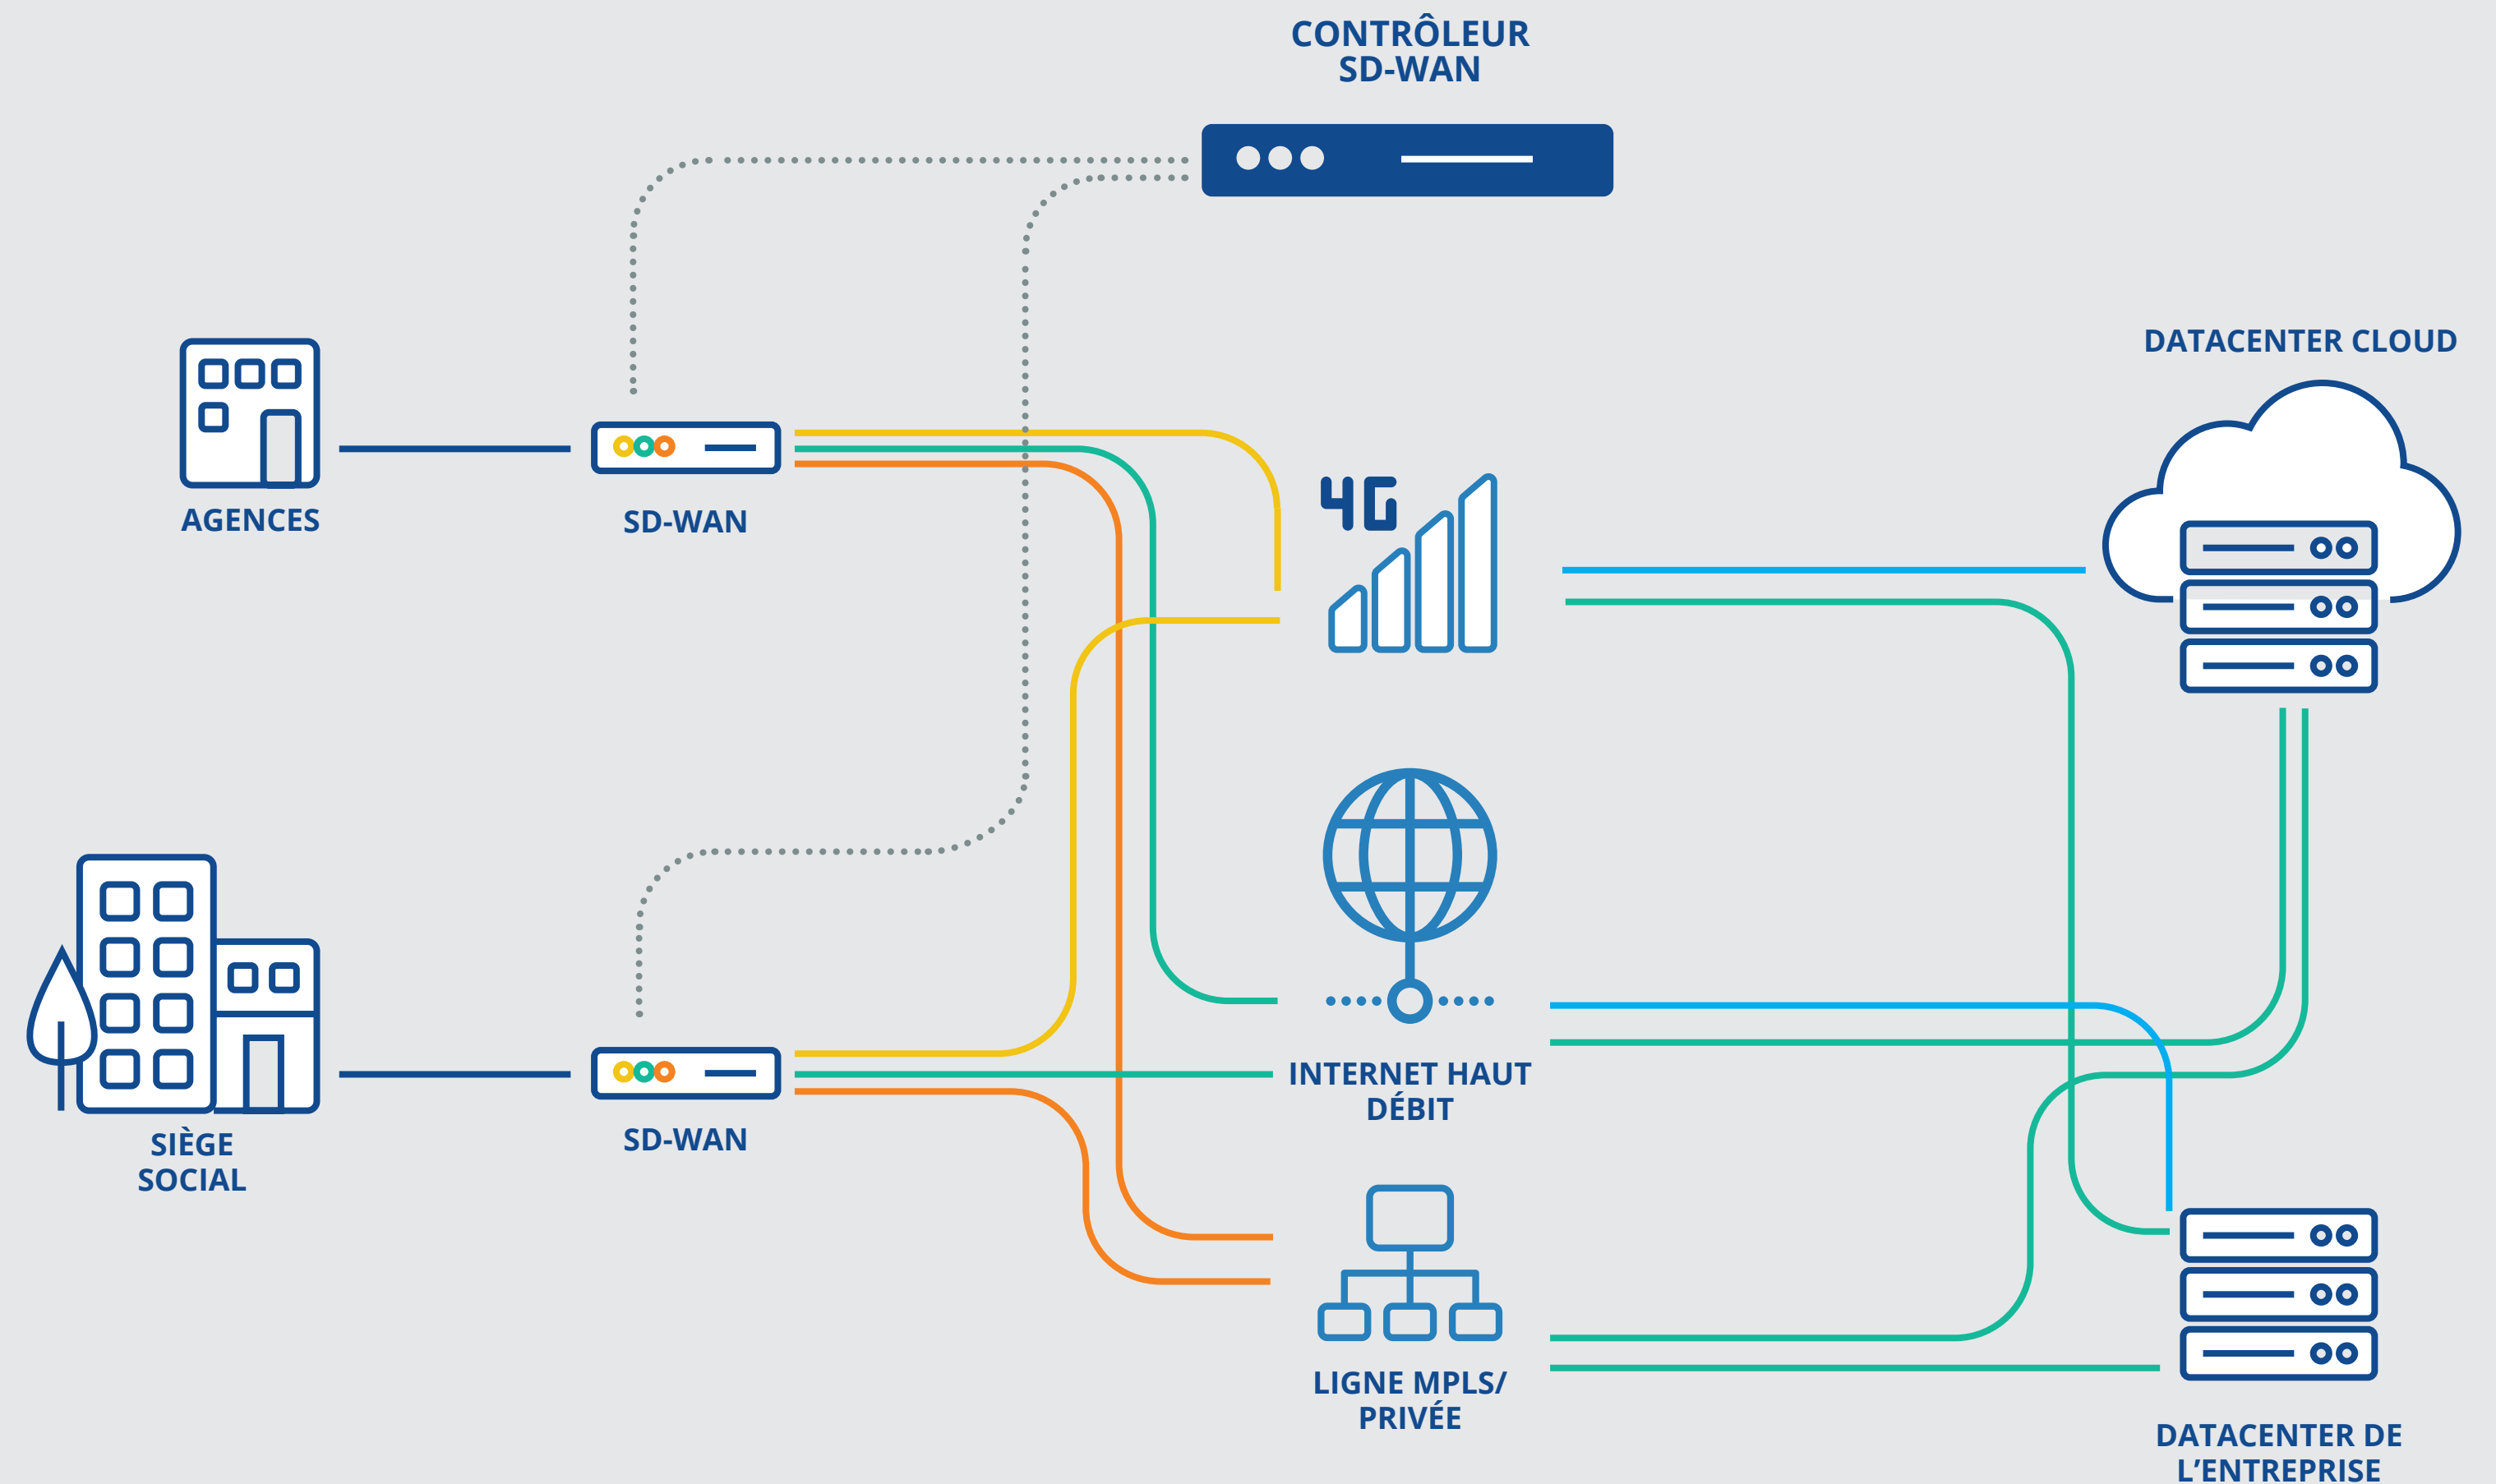 CONTRÔLEUR
SD-WAN
DATACENTER CLOUD
4G
AGENCES
SD-WAN
INTERNET HAUT
DÉBIT
SIÈGE
SOCIAL
SD-WAN
LIGNE MPLS/
PRIVÉE
DATACENTER DE
L’ENTREPRISE